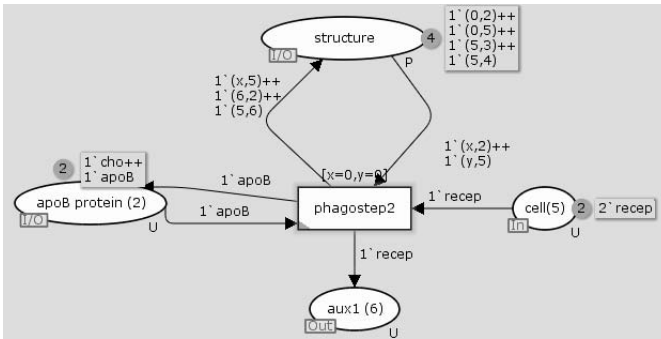 structure
I/O
4
1`(0,2)++
1`(0,5)++
1`(5,3)++
1`(5,4)
P
1`(x,5)++
1`(6,2)++
1`(5,6)
1`(x,2)++
1`(y,5)
[x=0,y=0]
2
1`cho++
1`apoB
1`apoB
apoB protein (2)
I/O
U
1`apoB
phagostep2
1`recep
cell(5)
In
U
2
2`recep
1`recep
aux1 (6)
Out
U